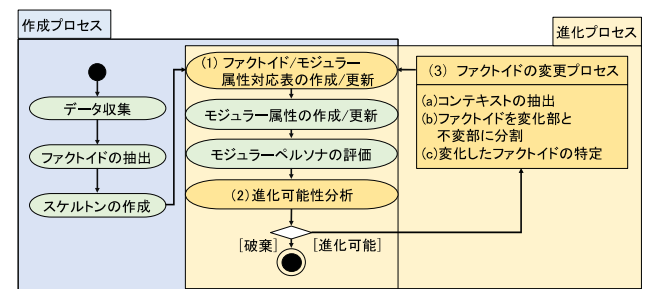 作成プロセス
進化プロセス
データ収集
ファクトイドの抽出
スケルトンの作成
(1) ファクトイド/モジュラー
属性対応表の作成/更新
モジュラー属性の作成/更新
モジュラーペルソナの評価
(2)進化可能性分析
[破棄]
[進化可能]
(3) ファクトイドの変更プロセス
(a)コンテキストの抽出
(b)ファクトイドを変化部と
不変部に分割
(c)変化したファクトイドの特定